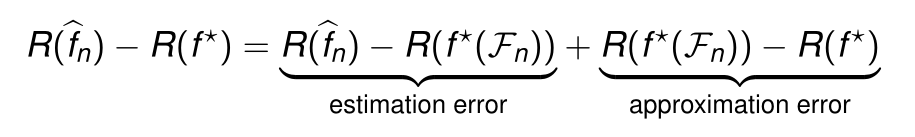 R(f̂ₙ) − R(f⋆) = R(f̂ₙ) − R(f⋆(ℱₙ)) + R(f⋆(ℱₙ)) − R(f⋆)
estimation error approximation error